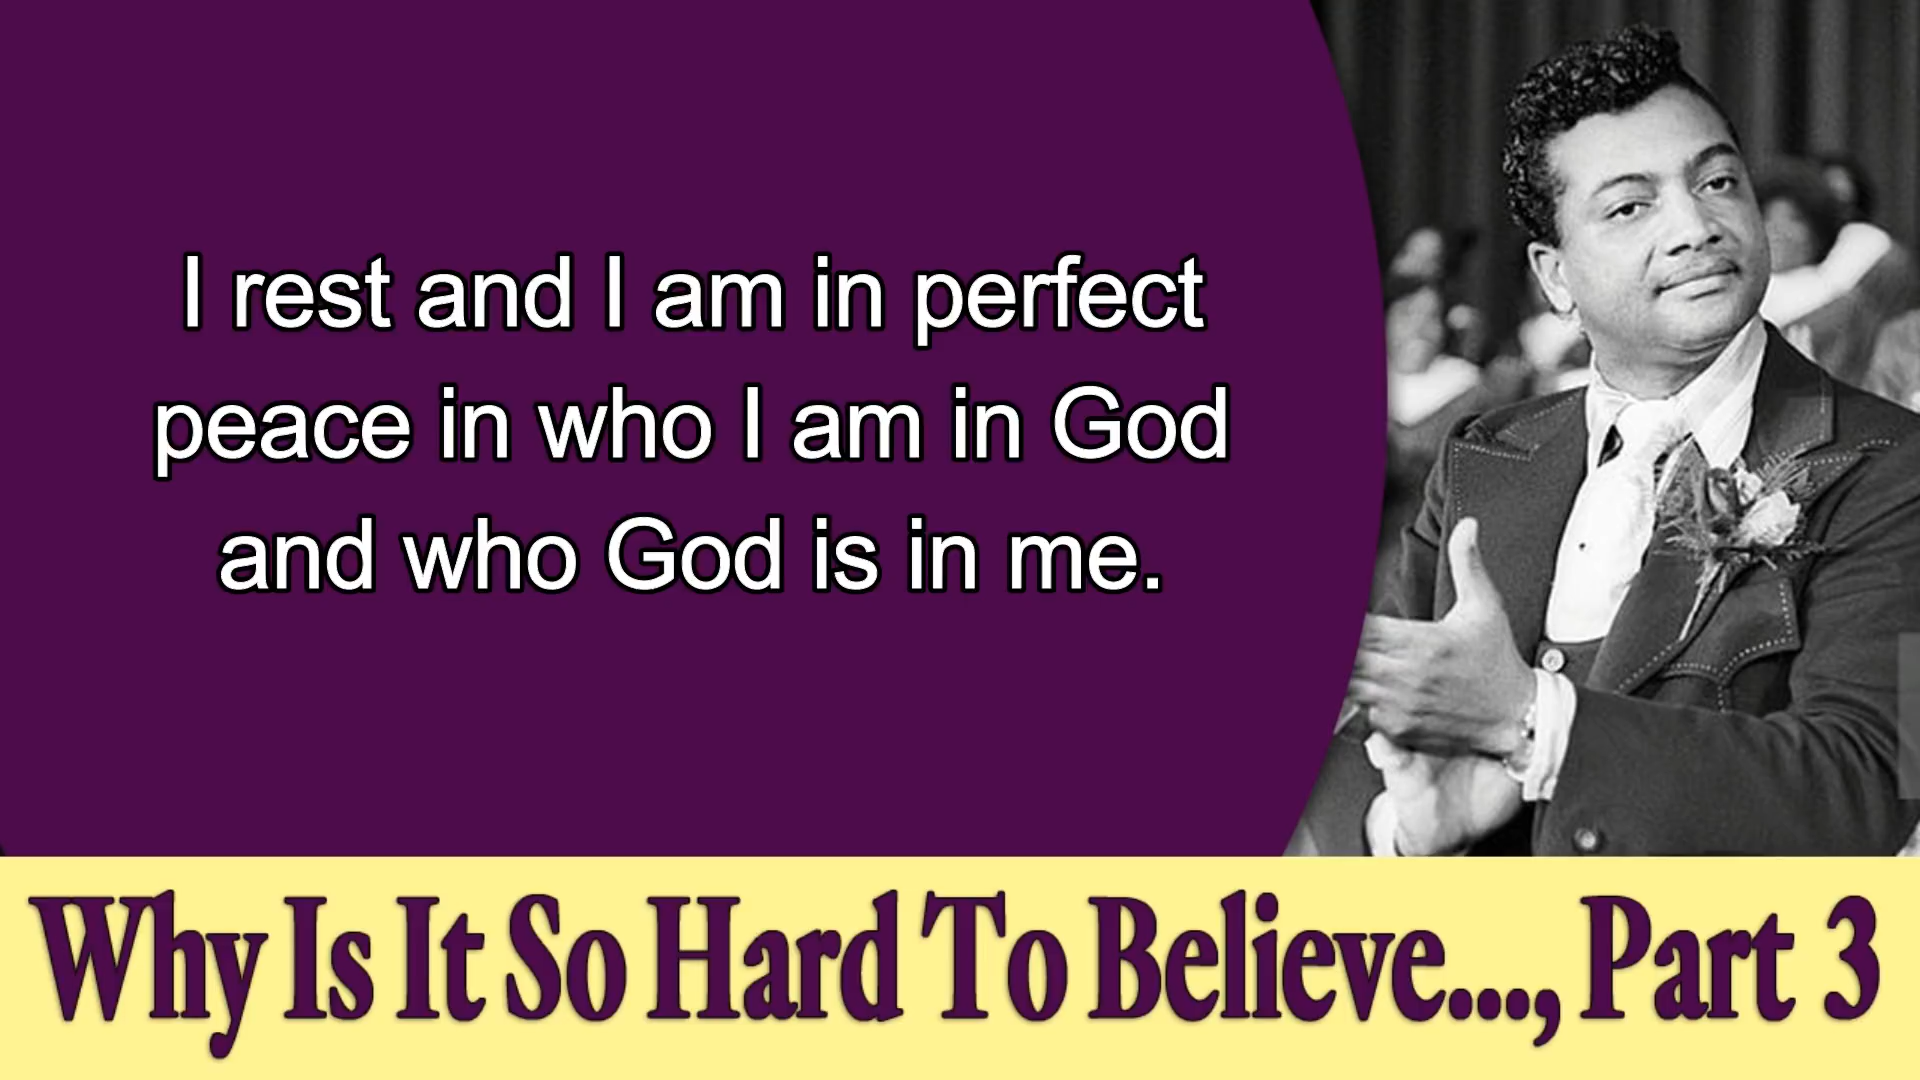 I rest and I am in perfect
peace in who I am in God
and who God is in me.
Why Is It So Hard To Believe..., Part 3